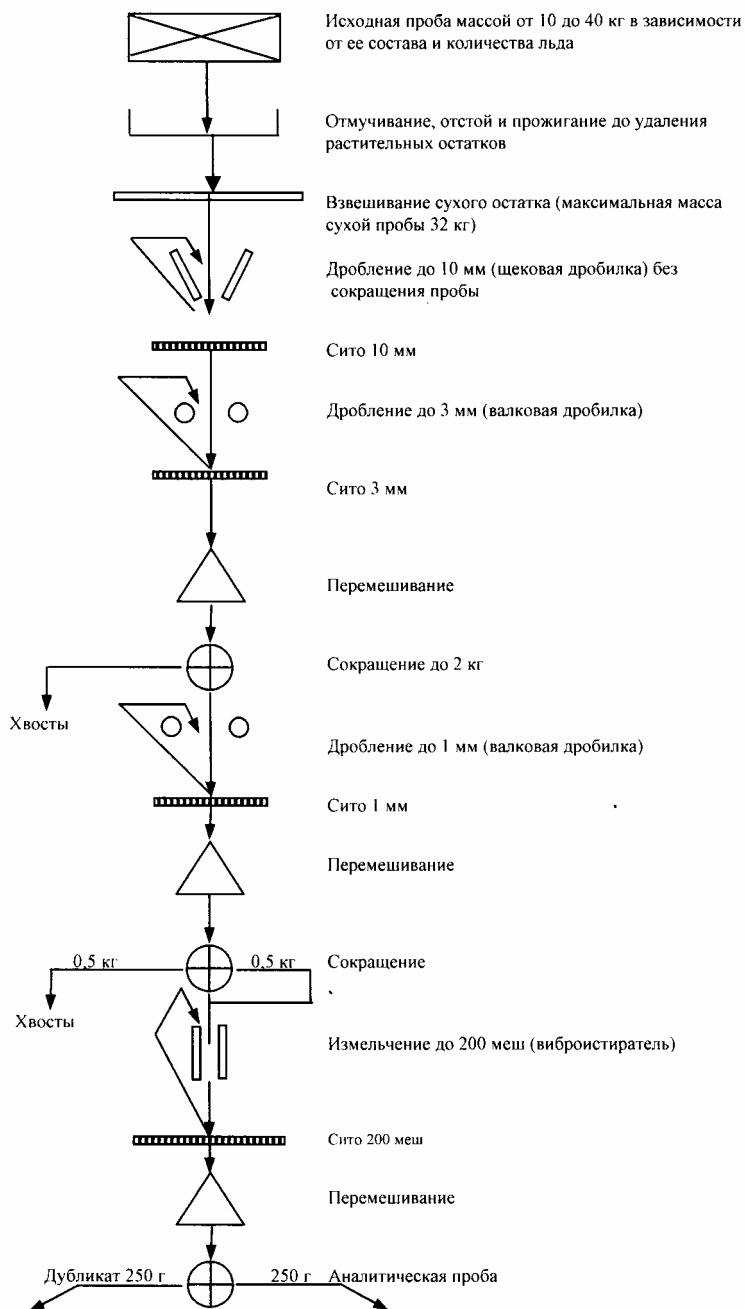 Исходная проба массой от 10 до 40 кг в зависимости
от ее состава и количества льда
Отмучивание, отстой и прожигание до удаления
растительных остатков
Взвешивание сухого остатка (максимальная масса
сухой пробы 32 кг)
Дробление до 10 мм (щековая дробилка) без
сокращения пробы
Сито 10 мм
Дробление до 3 мм (валковая дробилка)
Сито 3 мм
Перемешивание
Сокращение до 2 кг
Хвосты
Дробление до 1 мм (валковая дробилка)
Сито 1 мм
Перемешивание
0,5 кг 0,5 кг Сокращение
Хвосты
Измельчение до 200 меш (виброистиратель)
Сито 200 меш
Перемешивание
Дубликат 250 г 250 г Аналитическая проба